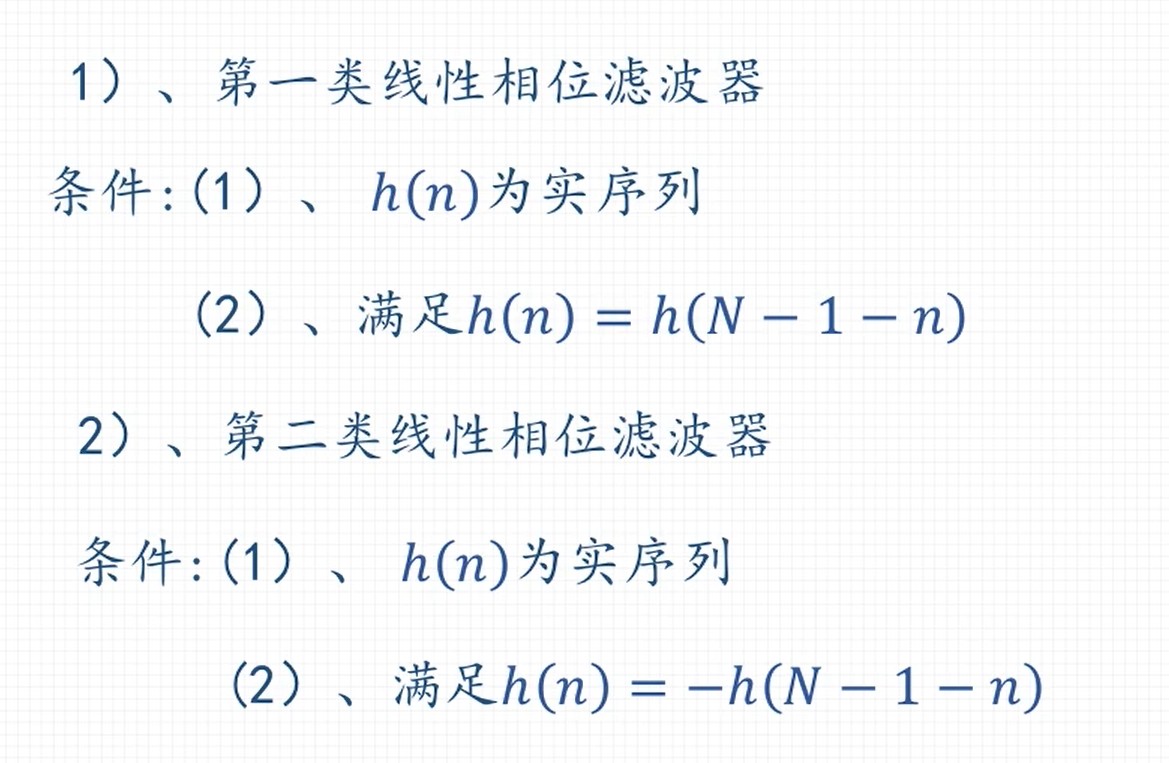 1）、第一类线性相位滤波器
条件:(1）、 h(n)为实序列
(2）、满足h(n) = h(N − 1 − n)
2）、第二类线性相位滤波器
条件:(1）、 h(n)为实序列
(2）、满足h(n) = −h(N − 1 − n)